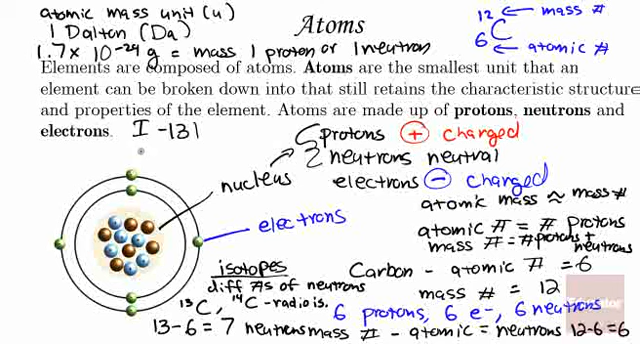 atomic mass unit (u)
1 Dalton (Da)
1.7 x 10^-24 g = mass 1 proton or 1 neutron
Atoms
12 ← mass #
C
6 ← atomic #
Elements are composed of atoms. Atoms are the smallest unit that an
element can be broken down into that still retains the characteristic structure
and properties of the element. Atoms are made up of protons, neutrons and
electrons.
I -131
protons + charged
neutrons neutral
nucleus
electrons - charged
atomic mass ≈ mass #
electrons
atomic # = # protons
mass # = # protons + neutrons
isotopes
diff #s of neutrons
13C, 14C - radiois.
13-6 = 7 neutrons
Carbon - atomic # = 6
mass # = 12
6 protons, 6 e-, 6 neutrons
mass # - atomic = neutrons 12-6=6